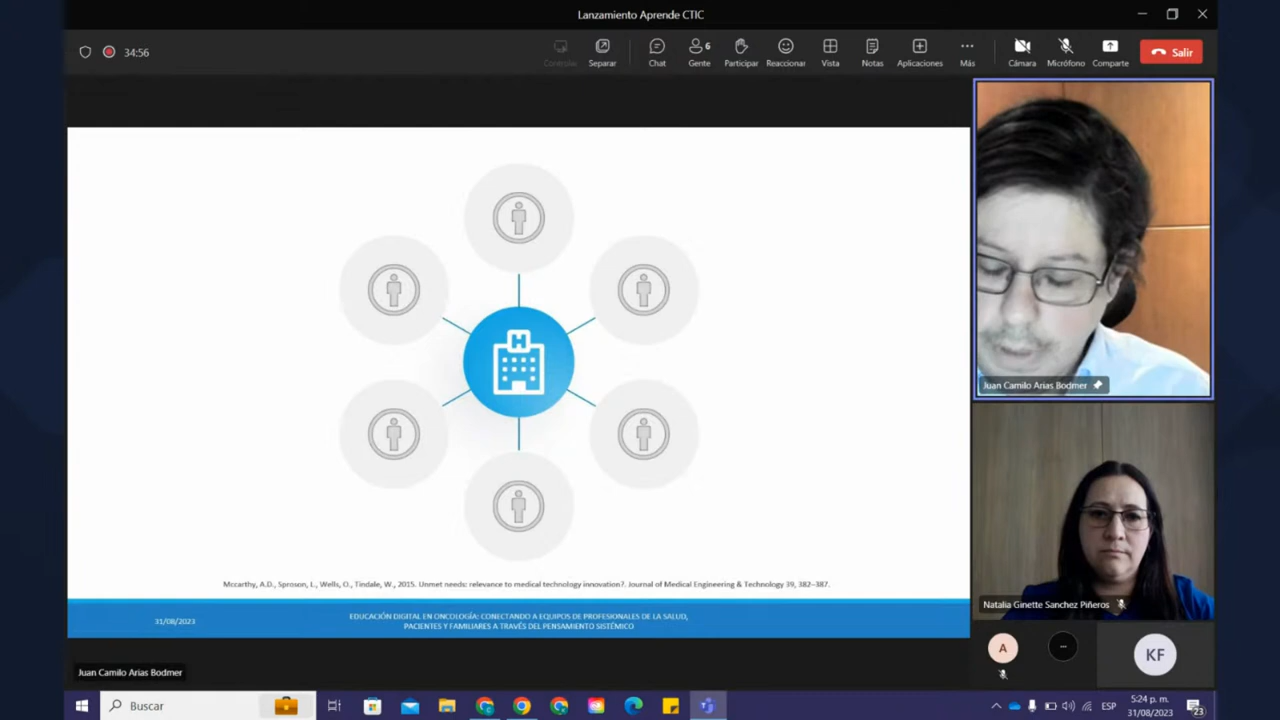 Lanzamiento Aprende CTIC
34:56
Controlar
Separar
Chat
6
Gente
Participar
Reaccionar
Vista
Notas
Aplicaciones
Más
Cámara
Micrófono
Comparte
Salir
H
Juan Camilo Arias Bodmer
Mccarthy, A.D., Sproson, L., Wells, O., Tindale, W., 2015. Unmet needs: relevance to medical technology innovation?. Journal of Medical Engineering & Technology 39, 382–387.
31/08/2023
EDUCACIÓN DIGITAL EN ONCOLOGÍA: CONECTANDO A EQUIPOS DE PROFESIONALES DE LA SALUD,
PACIENTES Y FAMILIARES A TRAVÉS DEL PENSAMIENTO SISTÉMICO
Natalia Ginette Sanchez Piñeros
A
KF
Juan Camilo Arias Bodmer
Buscar
ESP
5:24 p. m.
31/08/2023
23